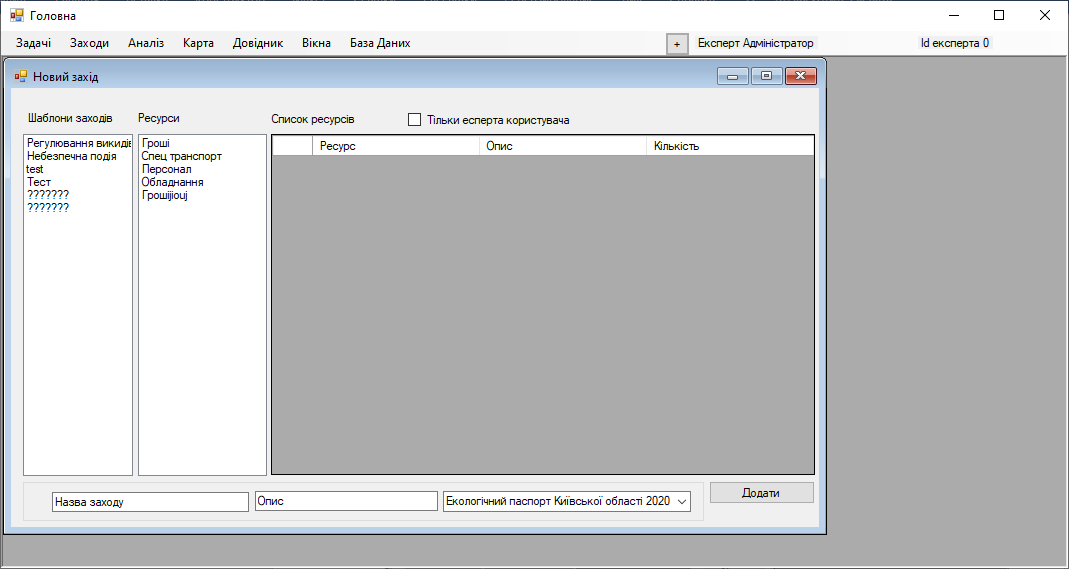 Головна
Задачі Заходи Аналіз Карта Довідник Вікна База Даних + Експерт Адміністратор Id експерта 0
Новий захід
Шаблони заходів Ресурси Список ресурсів Тільки есперта користувача
Регулювання викидів
Небезпечна подія
test
Тест
???????
???????
Гроші
Спец транспорт
Персонал
Обладнання
Грошіjiouj
Ресурс Опис Кількість
Назва заходу Опис Екологічний паспорт Київської області 2020 Додати